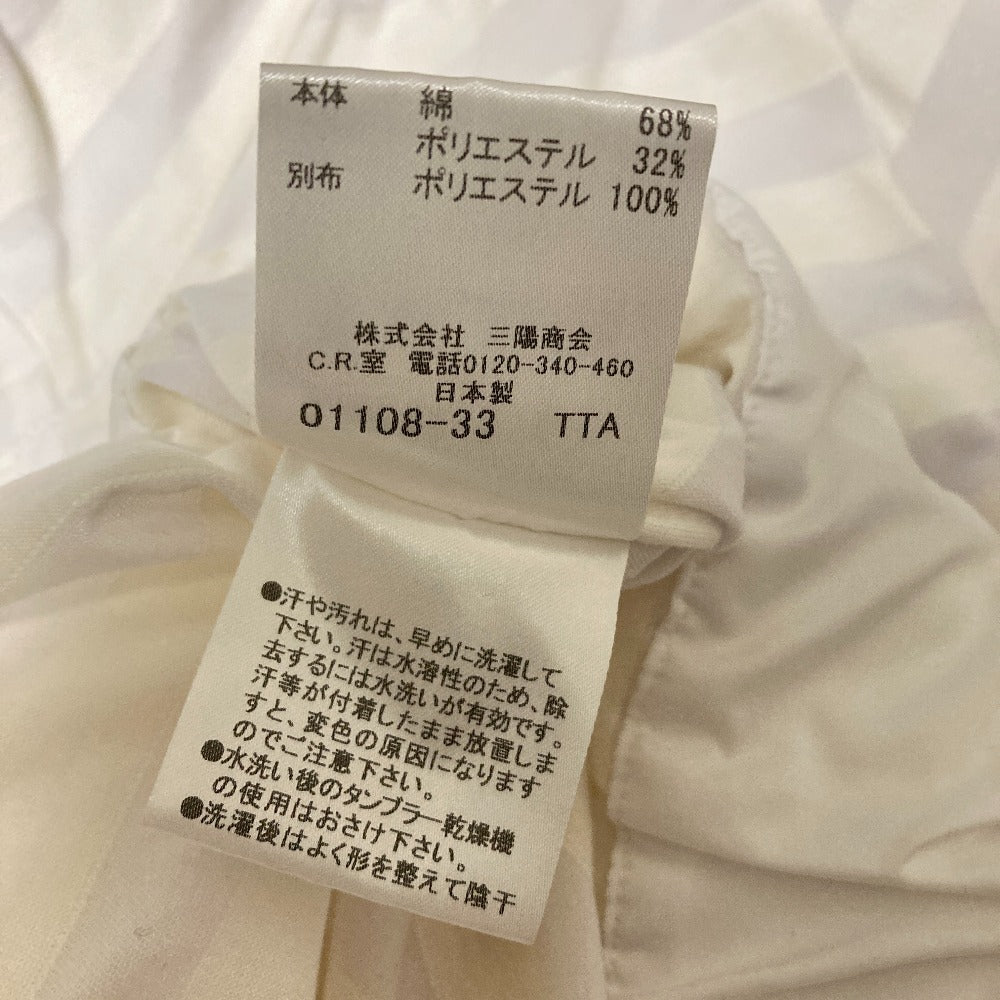 本体 綿 68%
ポリエステル 32%
別布 ポリエステル 100%
株式会社 三陽商会
C.R.室 電話0120-340-460
日本製
01108-33 TTA
●汗や汚れは、早めに洗濯して
下さい。汗は水溶性のため、除
去するには水洗いが有効です。
汗等が付着したまま放置しま
すと、変色の原因になります
のでご注意下さい。
●水洗い後のタンブラー乾燥機
の使用はおさけ下さい。
●洗濯後はよく形を整えて陰干